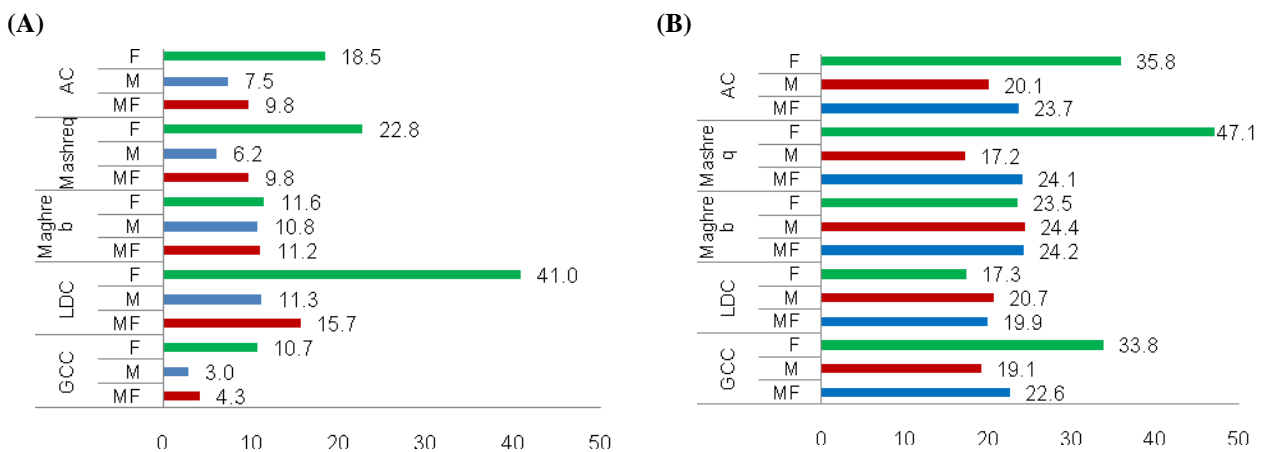 (A)
AC
F 18.5
M 7.5
MF 9.8
Mashreq
F 22.8
M 6.2
MF 9.8
Maghre
b
F 11.6
M 10.8
MF 11.2
LDC
F 41.0
M 11.3
MF 15.7
GCC
F 10.7
M 3.0
MF 4.3
0 10 20 30 40 50
(B)
AC
F 35.8
M 20.1
MF 23.7
Mashre
q
F 47.1
M 17.2
MF 24.1
Maghre
b
F 23.5
M 24.4
MF 24.2
LDC
F 17.3
M 20.7
MF 19.9
GCC
F 33.8
M 19.1
MF 22.6
0 10 20 30 40 50